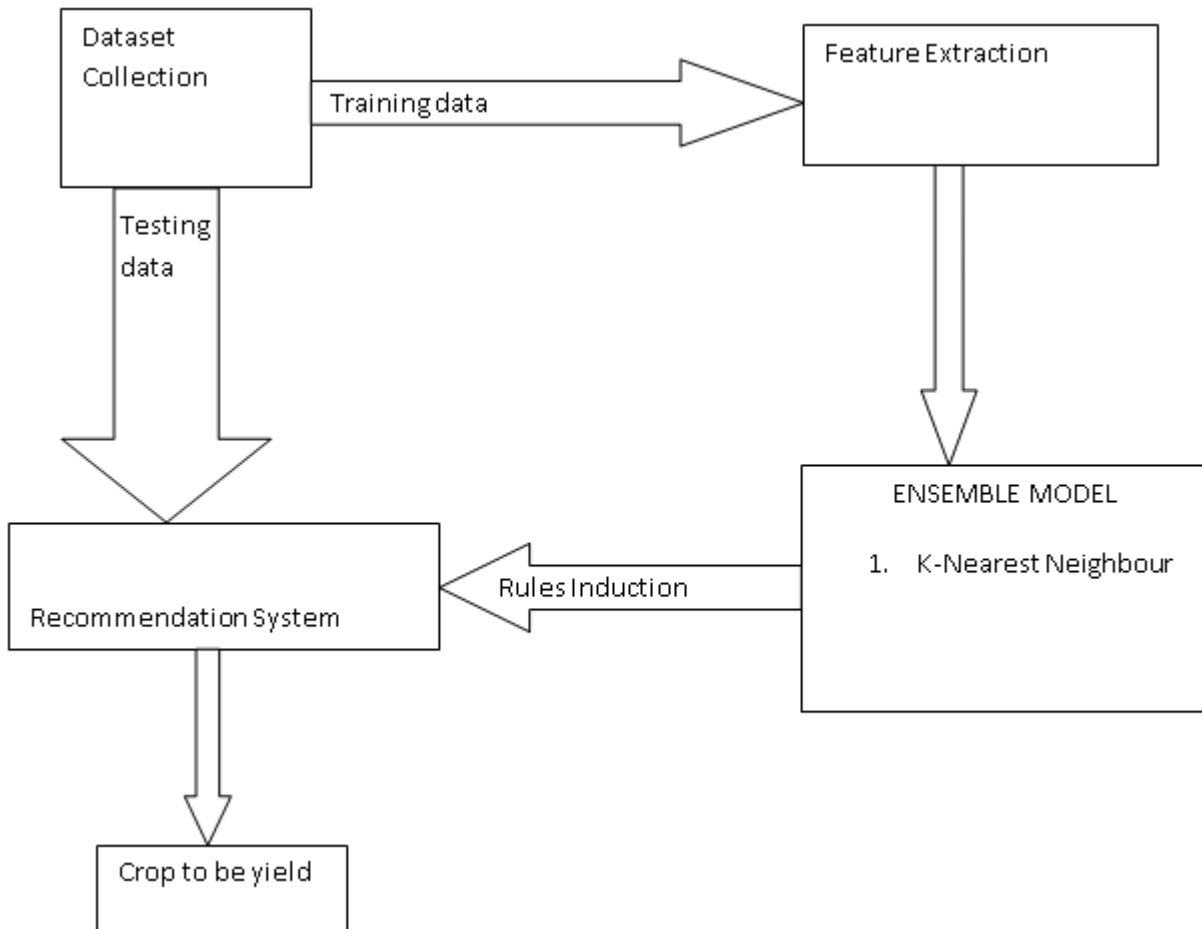 Dataset
Collection
Training data
Feature Extraction
Testing
data
ENSEMBLE MODEL
1. K-Nearest Neighbour
Rules Induction
Recommendation System
Crop to be yield